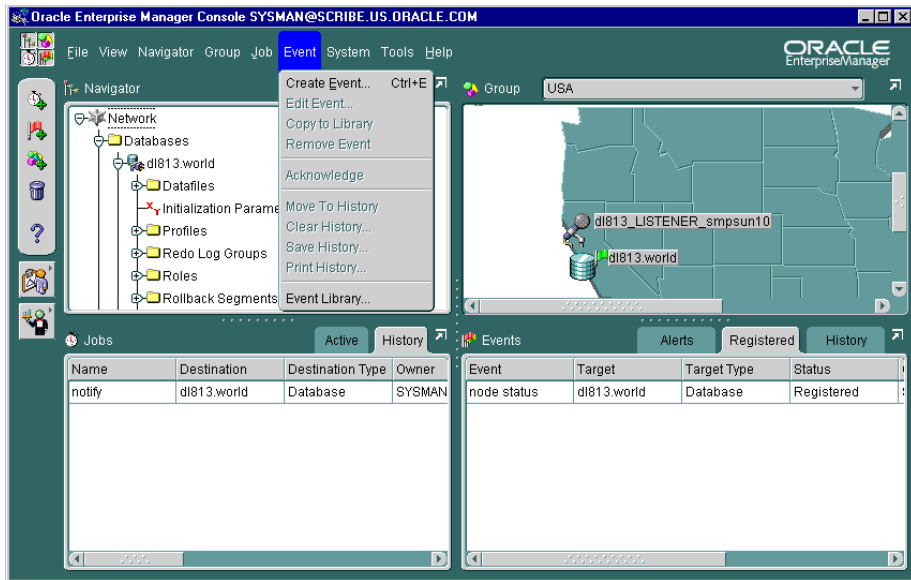 Oracle Enterprise Manager Console SYSMAN@SCRIBE.US.ORACLE.COM
File View Navigator Group Job Event System Tools Help
ORACLE
EnterpriseManager
Navigator
Network
Databases
dl813.world
Datafiles
Initialization Parame
Profiles
Redo Log Groups
Roles
Rollback Segments
Create Event... Ctrl+E
Edit Event...
Copy to Library
Remove Event
Acknowledge
Move To History
Clear History...
Save History...
Print History...
Event Library...
Group USA
dl813_LISTENER_smpsun10
dl813.world
Jobs Active History
Name Destination Destination Type Owner
notify dl813.world Database SYSMAN
Events Alerts Registered History
Event Target Target Type Status
node status dl813.world Database Registered